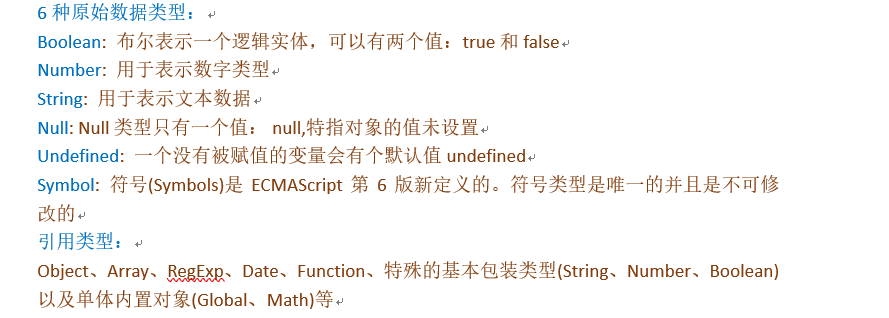 6种原始数据类型：
Boolean: 布尔表示一个逻辑实体，可以有两个值：true 和 false
Number: 用于表示数字类型
String: 用于表示文本数据
Null: Null 类型只有一个值： null,特指对象的值未设置
Undefined: 一个没有被赋值的变量会有个默认值 undefined
Symbol: 符号(Symbols)是 ECMAScript 第 6 版新定义的。符号类型是唯一的并且是不可修
改的
引用类型：
Object、Array、RegExp、Date、Function、特殊的基本包装类型(String、Number、Boolean)
以及单体内置对象(Global、Math)等